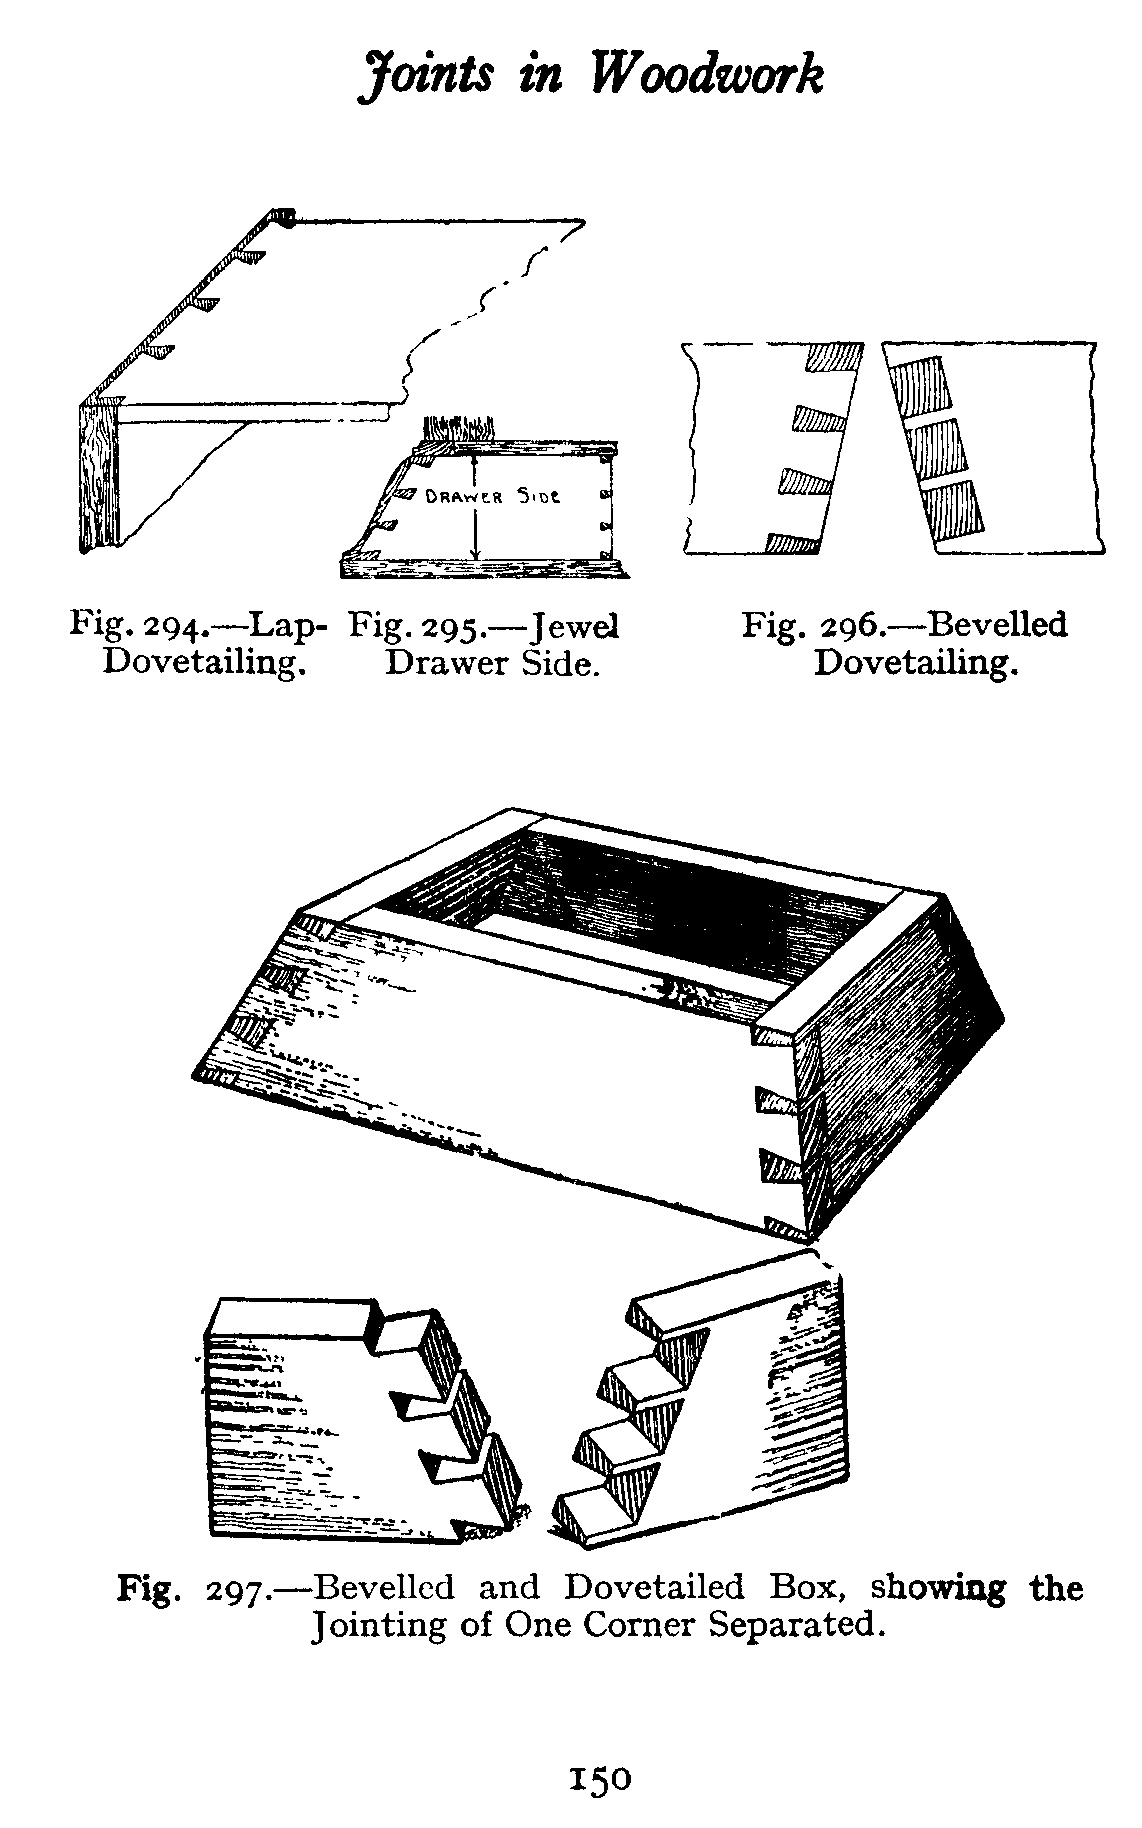 Joints in Woodwork
DRAWER SIDE
Fig. 294.—Lap-
Dovetailing.
Fig. 295.—Jewel
Drawer Side.
Fig. 296.—Bevelled
Dovetailing.
Fig. 297.—Bevelled and Dovetailed Box, showing the
Jointing of One Corner Separated.
150